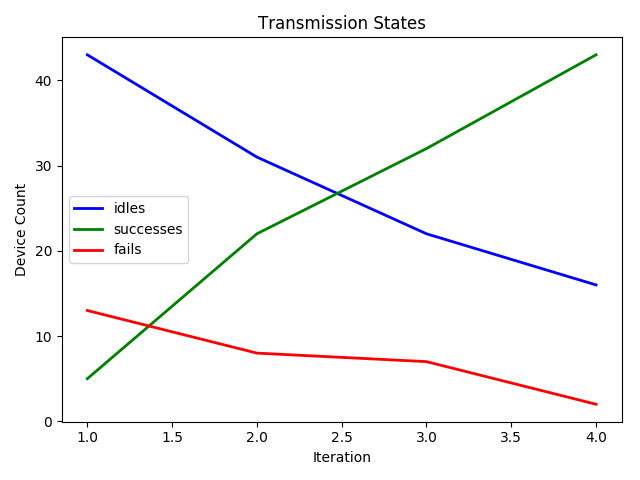 Transmission States
Device Count
40
30
20
10
0
idles
successes
fails
1.0 1.5 2.0 2.5 3.0 3.5 4.0
Iteration